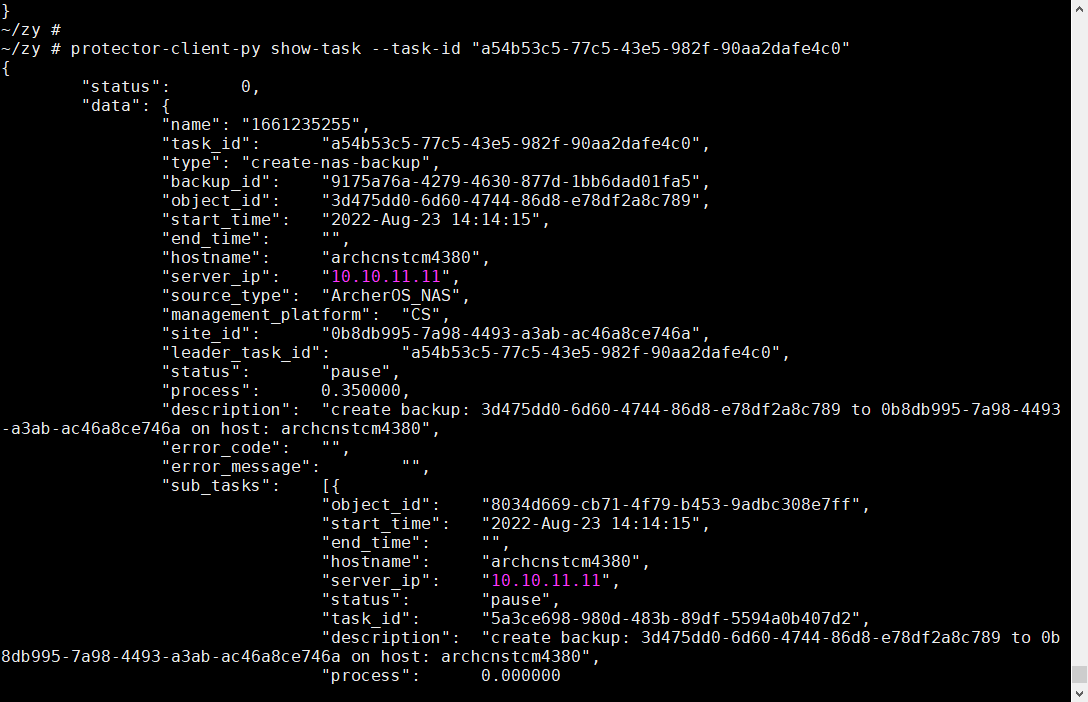 }
~/zy #
~/zy # protector-client-py show-task --task-id "a54b53c5-77c5-43e5-982f-90aa2dafe4c0"
{
        "status":       0,
        "data": {
                "name": "1661235255",
                "task_id":      "a54b53c5-77c5-43e5-982f-90aa2dafe4c0",
                "type": "create-nas-backup",
                "backup_id":    "9175a76a-4279-4630-877d-1bb6dad01fa5",
                "object_id":    "3d475dd0-6d60-4744-86d8-e78df2a8c789",
                "start_time":   "2022-Aug-23 14:14:15",
                "end_time":     "",
                "hostname":     "archcnstcm4380",
                "server_ip":    "10.10.11.11",
                "source_type":  "ArcherOS_NAS",
                "management_platform":  "CS",
                "site_id":      "0b8db995-7a98-4493-a3ab-ac46a8ce746a",
                "leader_task_id":       "a54b53c5-77c5-43e5-982f-90aa2dafe4c0",
                "status":       "pause",
                "process":      0.350000,
                "description":  "create backup: 3d475dd0-6d60-4744-86d8-e78df2a8c789 to 0b8db995-7a98-4493
-a3ab-ac46a8ce746a on host: archcnstcm4380",
                "error_code":   "",
                "error_message":        "",
                "sub_tasks":    [{
                                "object_id":    "8034d669-cb71-4f79-b453-9adbc308e7ff",
                                "start_time":   "2022-Aug-23 14:14:15",
                                "end_time":     "",
                                "hostname":     "archcnstcm4380",
                                "server_ip":    "10.10.11.11",
                                "status":       "pause",
                                "task_id":      "5a3ce698-980d-483b-89df-5594a0b407d2",
                                "description":  "create backup: 3d475dd0-6d60-4744-86d8-e78df2a8c789 to 0b
8db995-7a98-4493-a3ab-ac46a8ce746a on host: archcnstcm4380",
                                "process":      0.000000